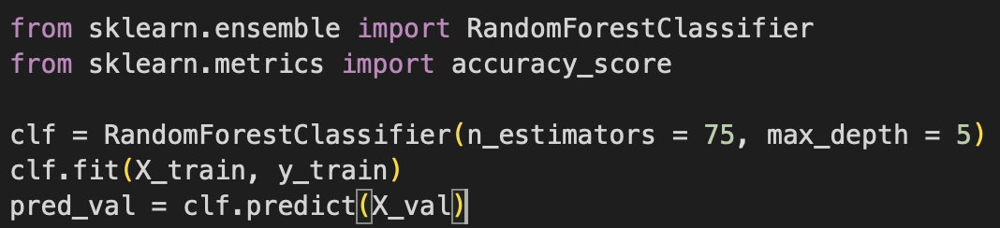 from sklearn.ensemble import RandomForestClassifier
from sklearn.metrics import accuracy_score
clf = RandomForestClassifier(n_estimators = 75, max_depth = 5)
clf.fit(X_train, y_train)
pred_val = clf.predict(X_val)